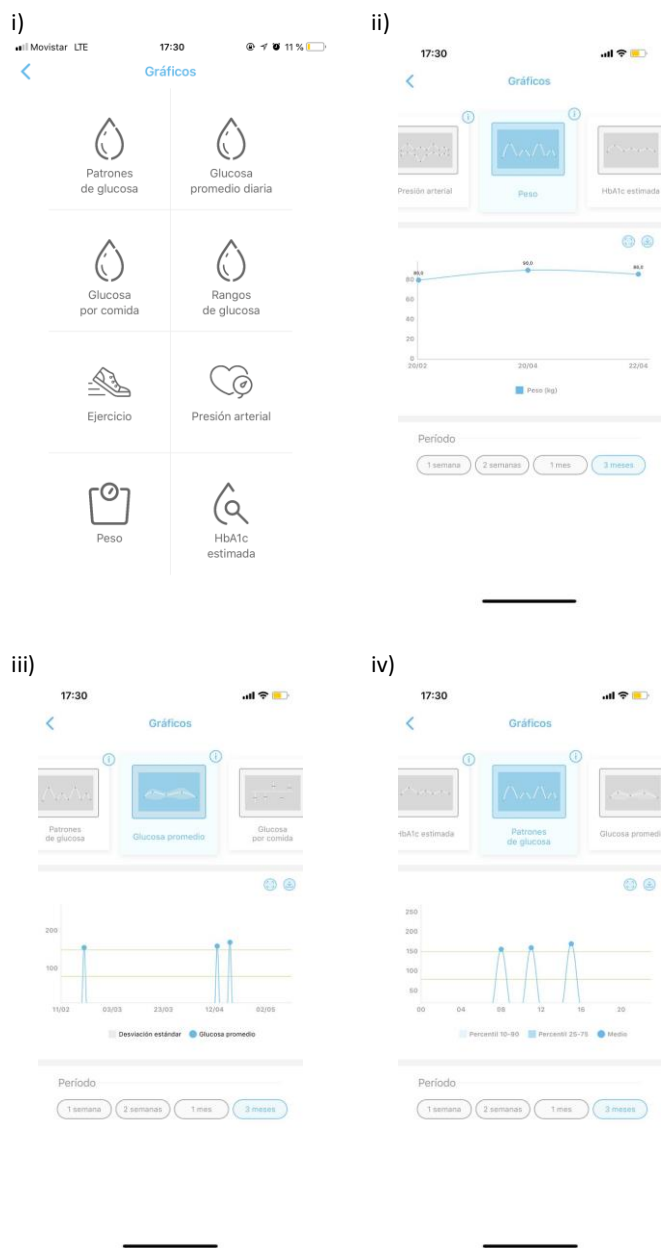 i)
Movistar LTE 17:30 11 %
Gráficos
Patrones
de glucosa
Glucosa
promedio diaria
Glucosa
por comida
Rangos
de glucosa
Ejercicio
Presión arterial
Peso
HbA1c
estimada
ii)
17:30
Gráficos
Presión arterial
Peso
HbA1c estimada
90,0
80
60
40
20
0
20/02 20/04 22/04
Peso (kg)
Período
1 semana 2 semanas 1 mes 3 meses
iii)
17:30
Gráficos
Patrones
de glucosa
Glucosa promedio
Glucosa
por comida
200
100
11/02 03/03 23/03 12/04 02/05
Desviación estándar Glucosa promedio
Período
1 semana 2 semanas 1 mes 3 meses
iv)
17:30
Gráficos
HbA1c estimada
Patrones
de glucosa
Glucosa promedi
250
200
150
100
50
00 04 08 12 16 20
Percentil 10-90 Percentil 25-75 Medio
Período
1 semana 2 semanas 1 mes 3 meses